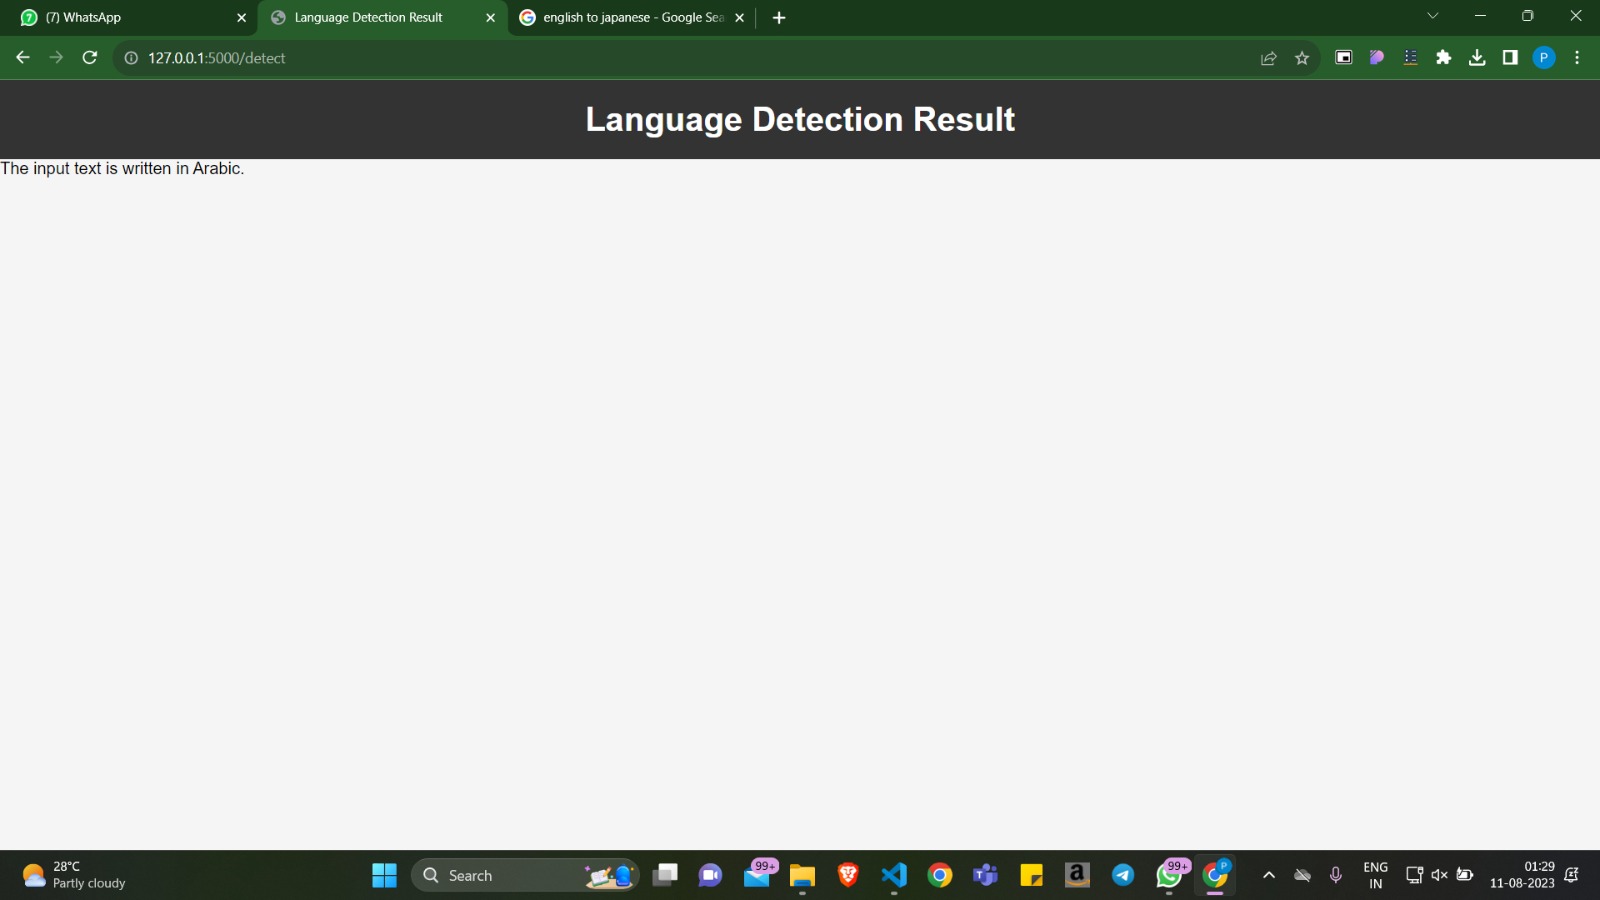 (7) WhatsApp
Language Detection Result
english to japanese - Google Sea
127.0.0.1:5000/detect
P
Language Detection Result
The input text is written in Arabic.
28°C
Partly cloudy
Search
99+
99+
P
ENG
IN
01:29
11-08-2023